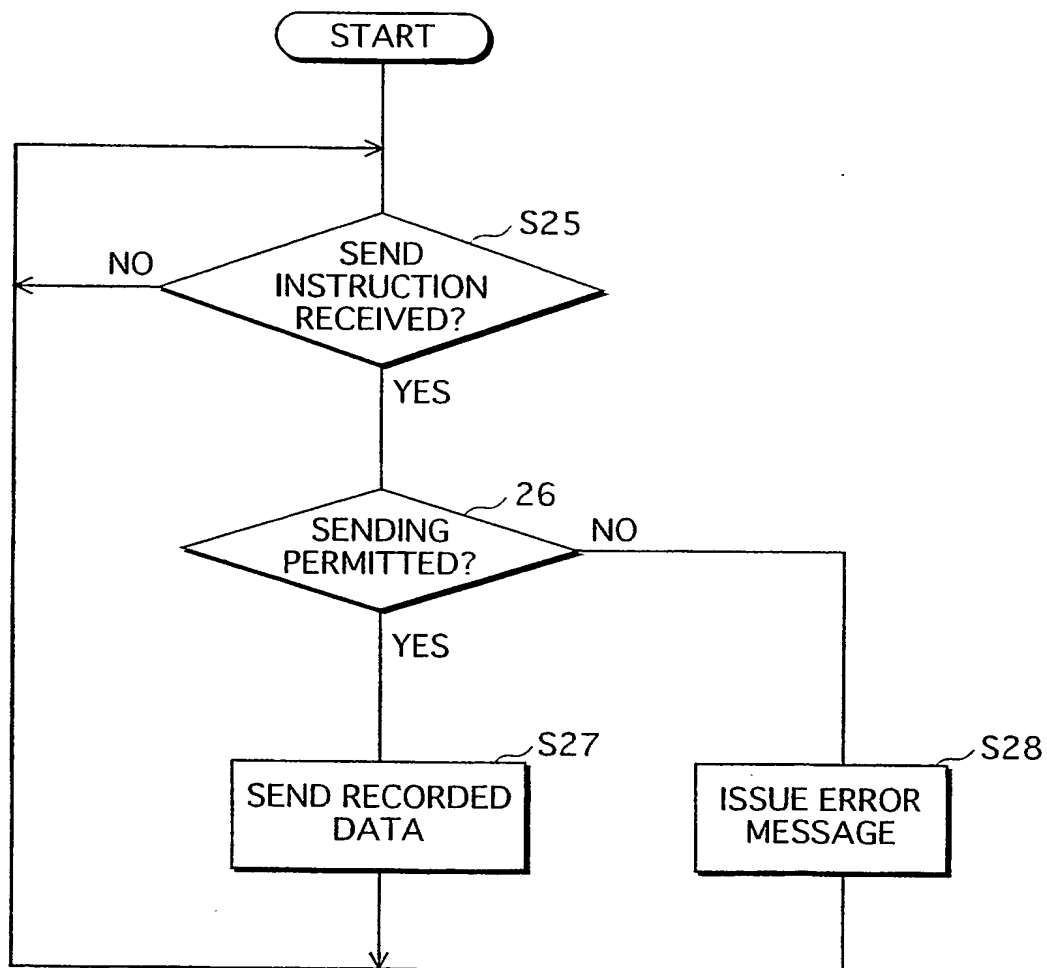 START
S25
NO
SEND
INSTRUCTION
RECEIVED?
YES
26
NO
SENDING
PERMITTED?
YES
S27
S28
SEND RECORDED
DATA
ISSUE ERROR
MESSAGE